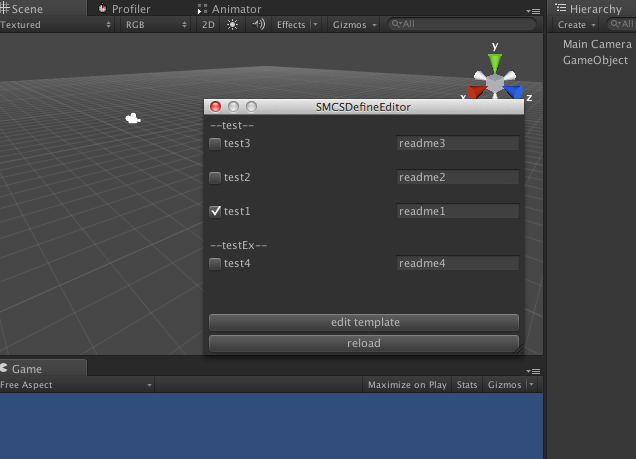 Scene Profiler Animator Hierarchy
Textured RGB 2D Effects Gizmos All Create All
y
Main Camera
GameObject
x z
SMCSDefineEditor
--test--
test3 readme3
test2 readme2
test1 readme1
--testEx--
test4 readme4
edit template
reload
Game
Free Aspect Maximize on Play Stats Gizmos